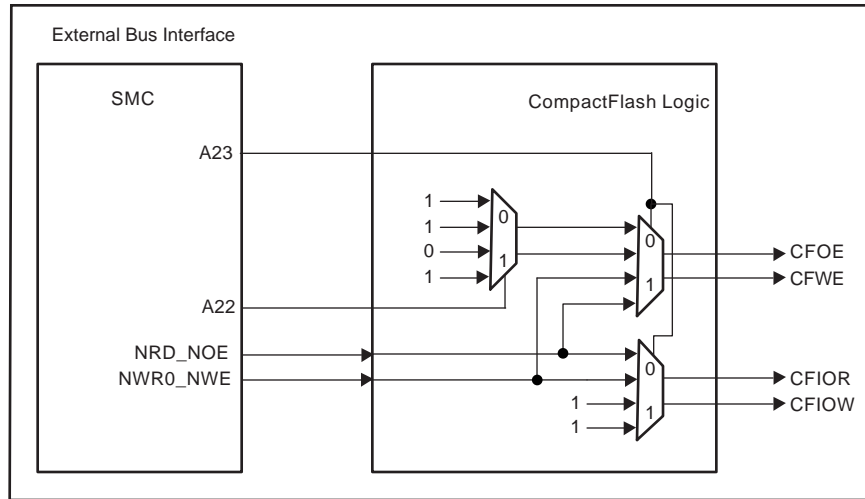 External Bus Interface
SMC
CompactFlash Logic
A23
1
0
1
0
0
CFOE
1
1
1
CFWE
A22
NRD_NOE
0
NWR0_NWE
CFIOR
1
1
CFIOW
1